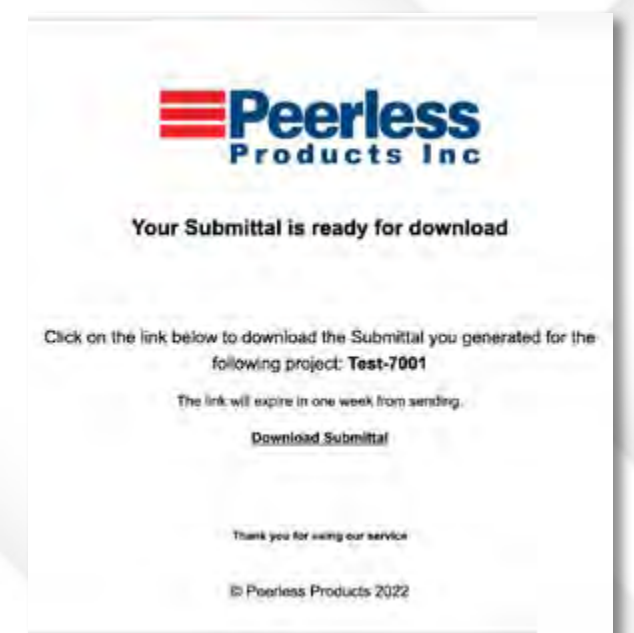 Peerless
Products Inc
Your Submittal is ready for download
Click on the link below to download the Submittal you generated for the
following project: Test-7001
The link will expire in one week from sending.
Download Submittal
Thank you for using our service
© Peerless Products 2022